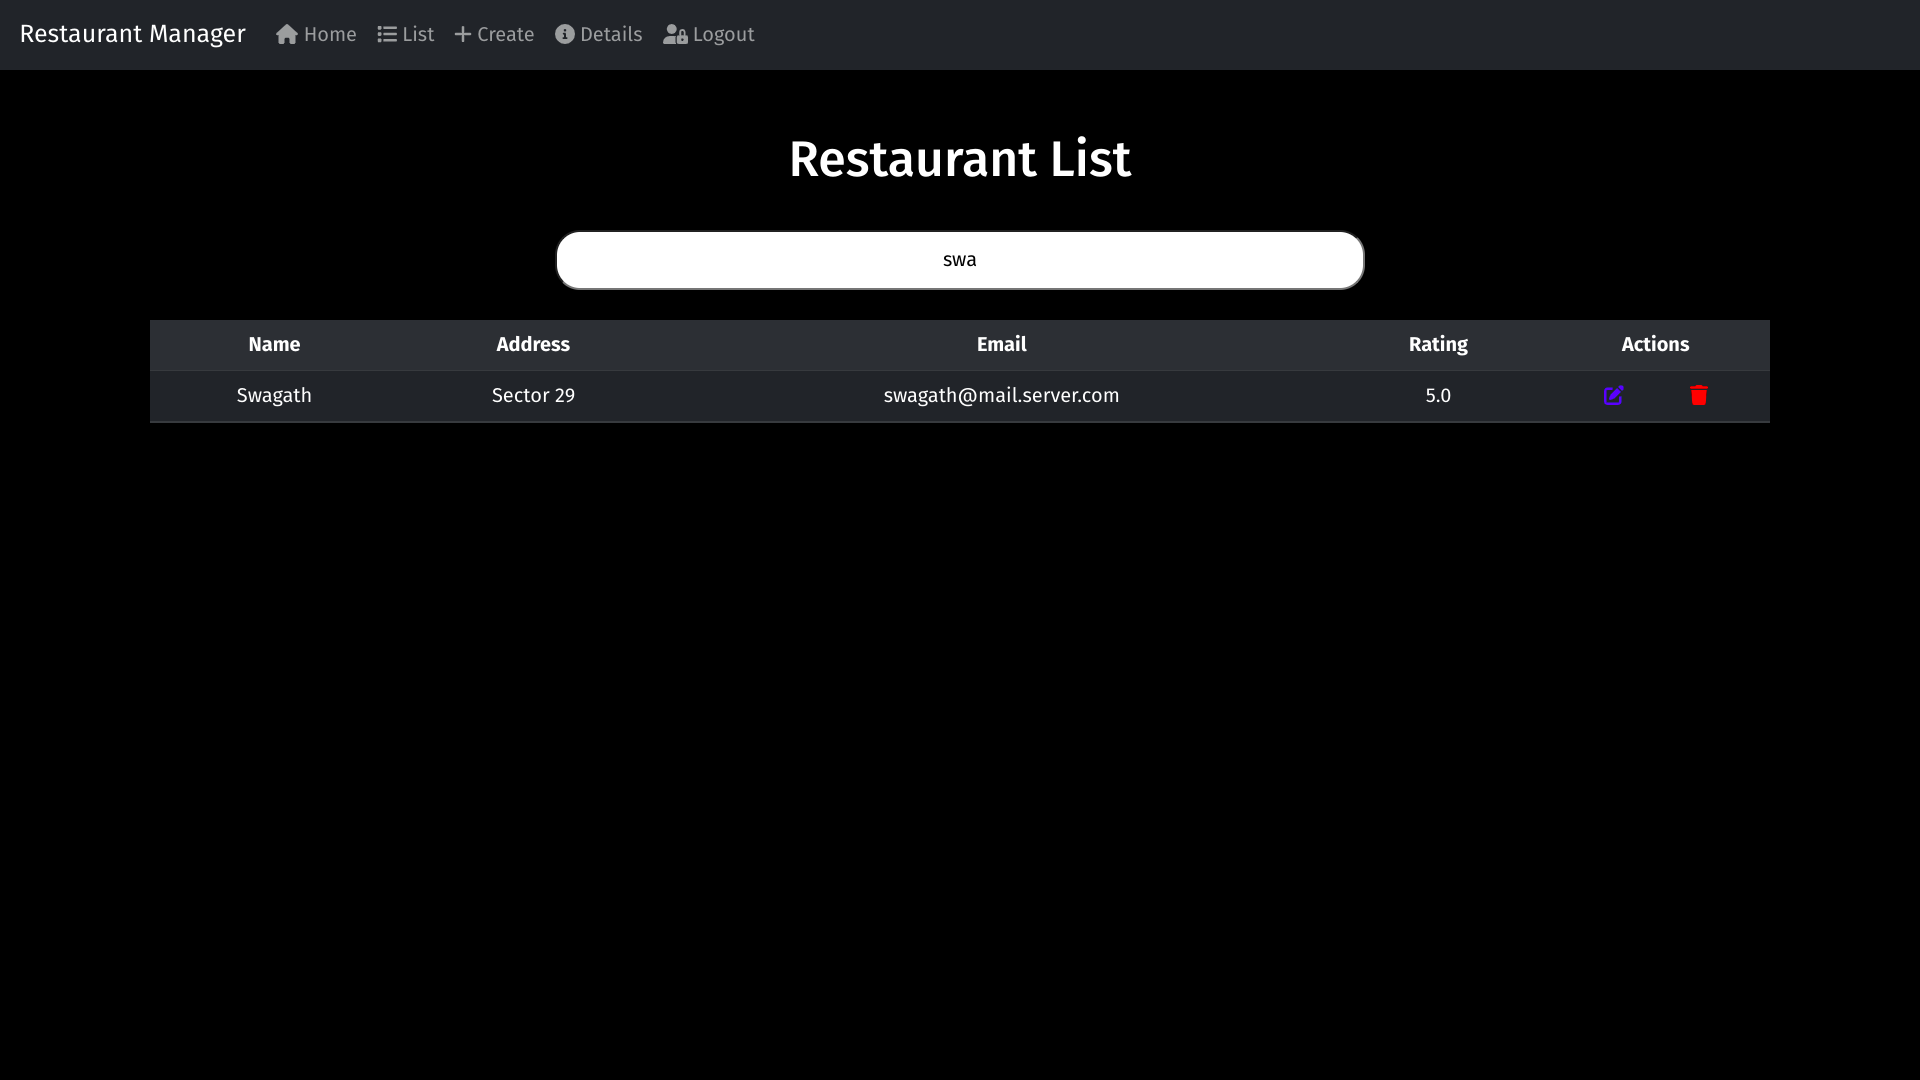 Restaurant Manager Home List Create Details Logout
Restaurant List
swa
Name Address Email Rating Actions
Swagath Sector 29 swagath@mail.server.com 5.0